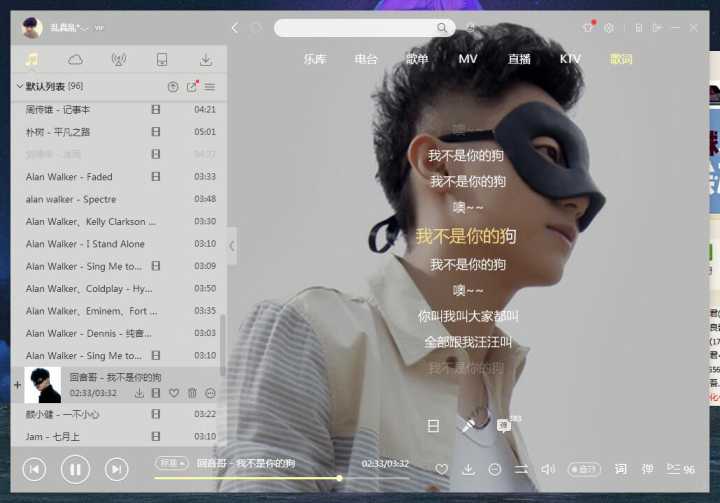 乱真乱*·.· VIP
乐库 电台 歌单 MV 直播 KTV 歌词
默认列表 [96]
周传雄 - 记事本 04:21
朴树 - 平凡之路 05:01
04:27
Alan Walker - Faded 03:33
alan walker - Spectre 03:48
Alan Walker、Kelly Clarkson ... 03:30
Alan Walker - I Stand Alone 03:10
Alan Walker - Sing Me to... 03:09
Alan Walker、Coldplay - Hy... 03:50
Alan Walker、Eminem、Fort ... 03:35
Alan Walker - Dennis - 纯音... 03:03
Alan Walker - Sing Me to... 03:10
回音哥 - 我不是你的狗
02:33/03:32
颜小健 - 一不小心 03:22
Jam - 七月上 03:10
噢~~
我不是你的狗
我不是你的狗
噢~~
我不是你的狗
我不是你的狗
噢~~
你叫我叫大家都叫
全部跟我汪汪叫
我不是你的狗
弹 383
标准 回音哥 - 我不是你的狗 02:33/03:32
词 弹 96